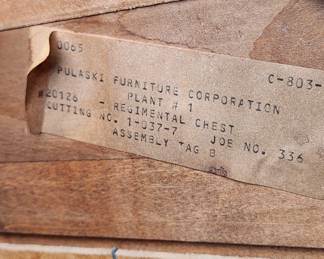 0065 C-803-
PULASKI FURNITURE CORPORATION
PLANT # 1
#20126 - REGIMENTAL CHEST
CUTTING NO. 1-037-7 JOE NO. 336
ASSEMBLY TAG B